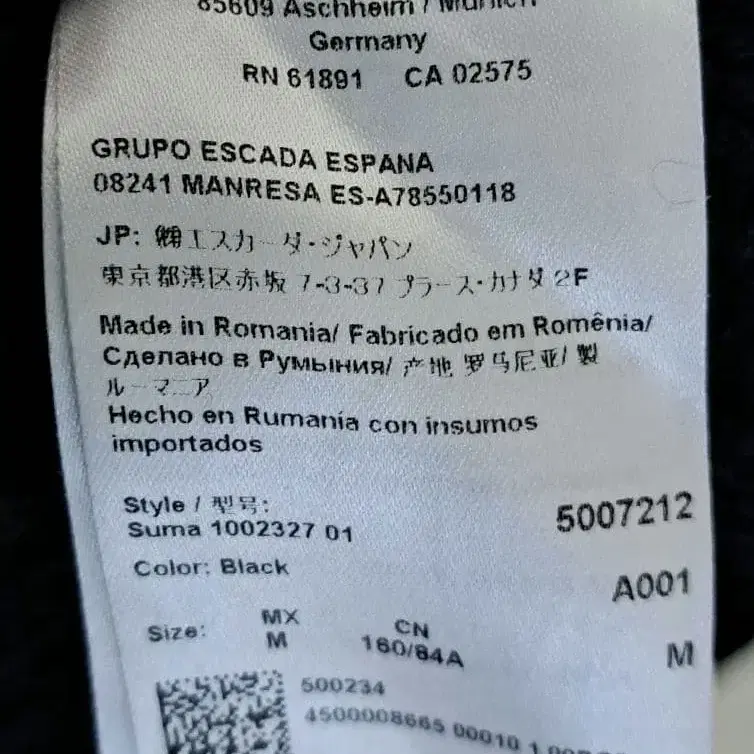 85609 Aschheim / Munich
Germany
RN 61891 CA 02575
GRUPO ESCADA ESPANA
08241 MANRESA ES-A78550118
JP: ㈱エスカーダ・ジャパン
東京都港区赤坂 7-3-37 プラース・カナダ 2F
Made in Romania/ Fabricado em Romênia/
Сделано в Румыния/ 产地 罗马尼亚/ 製
ルーマニア
Hecho en Rumanía con insumos
importados
Style / 型号:
Suma 1002327 01
5007212
Color: Black
A001
Size:
MX
M
CN
160/84A
M
500234
4500008665 00010